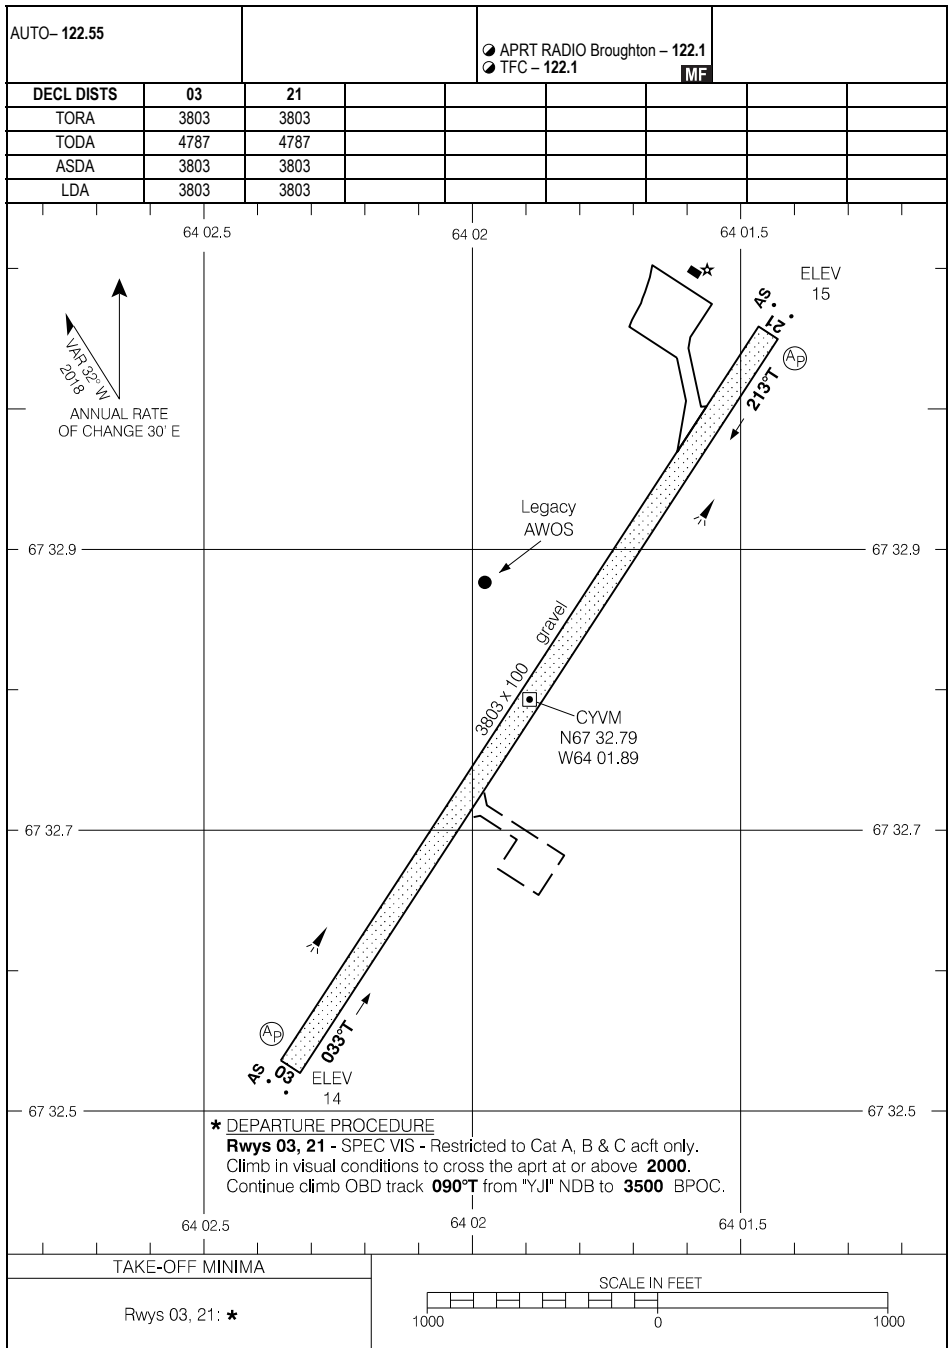 AUTO– 122.55
APRT RADIO Broughton – 122.1
TFC – 122.1
MF
DECL DISTS 03 21
TORA 3803 3803
TODA 4787 4787
ASDA 3803 3803
LDA 3803 3803
64 02.5 64 02 64 01.5
ELEV
15
AS
21
AP
213°T
VAR 32° W
2018
ANNUAL RATE
OF CHANGE 30' E
Legacy
AWOS
67 32.9 67 32.9
3803 x 100 gravel
CYVM
N67 32.79
W64 01.89
67 32.7 67 32.7
AP
033°T
AS
03
ELEV
14
67 32.5 67 32.5
* DEPARTURE PROCEDURE
Rwys 03, 21 - SPEC VIS - Restricted to Cat A, B & C acft only.
Climb in visual conditions to cross the aprt at or above 2000.
Continue climb OBD track 090°T from "YJI" NDB to 3500 BPOC.
64 02.5 64 02 64 01.5
TAKE-OFF MINIMA
Rwys 03, 21: *
SCALE IN FEET
1000 0 1000